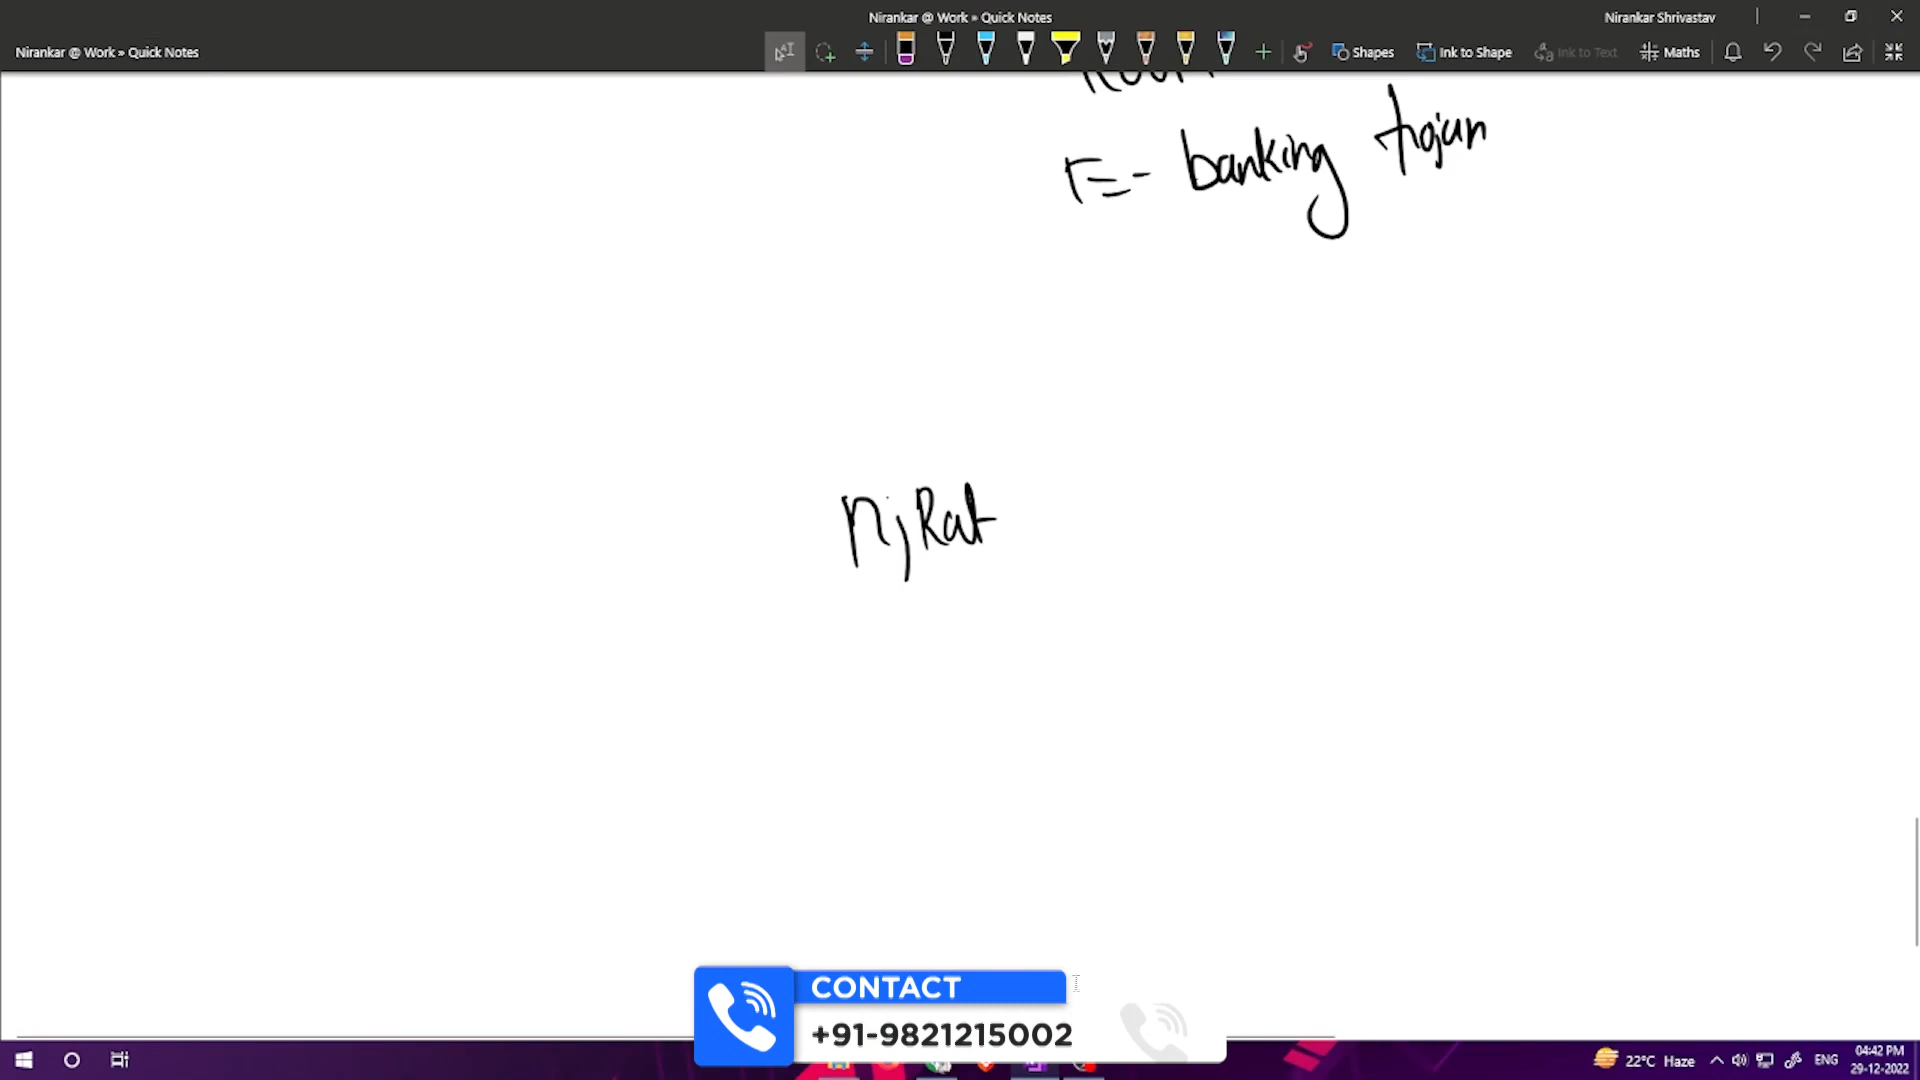 Nirankar @ Work » Quick Notes
Nirankar Shrivastav
Nirankar @ Work » Quick Notes
Shapes
Ink to Shape
Ink to Text
Maths
banking trojan
njRat
CONTACT
+91-9821215002
22°C Haze
ENG
04:42 PM
29-12-2022